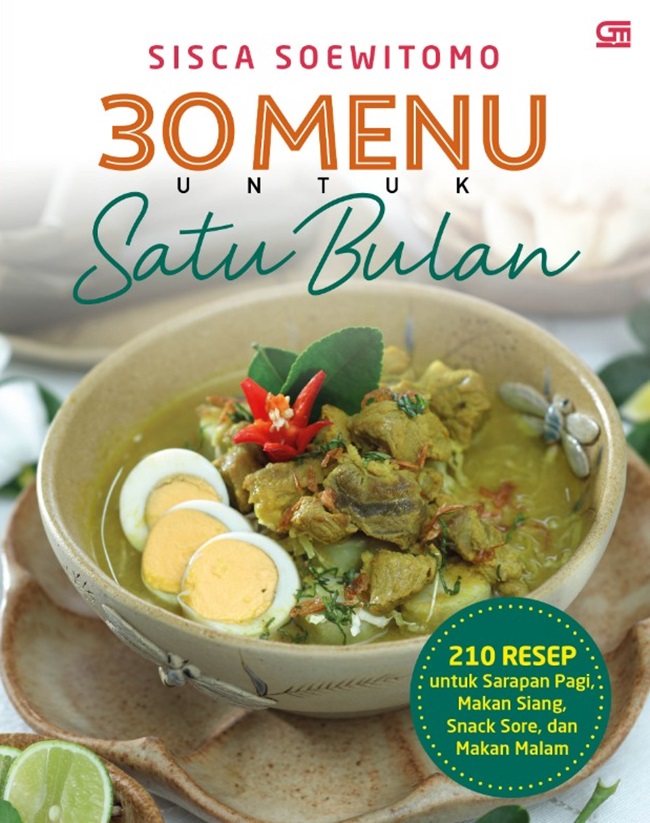 SISCA SOEWITOMO
30 MENU
UNTUK
Satu Bulan
210 RESEP
untuk Sarapan Pagi,
Makan Siang,
Snack Sore, dan
Makan Malam